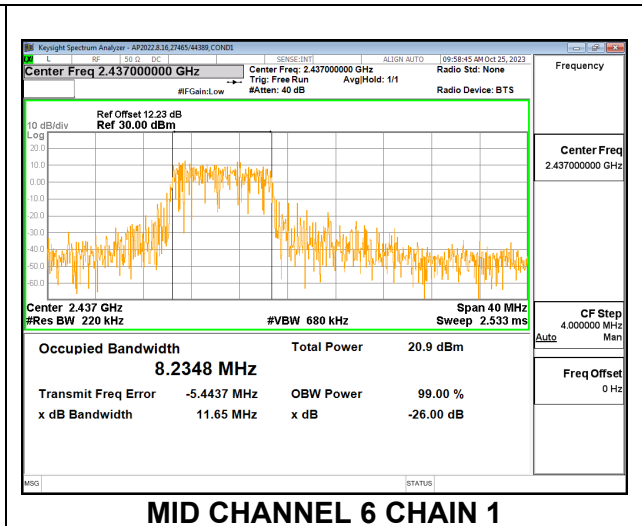 Keysight Spectrum Analyzer - AP2022.8.16,27465/44389,COND1
L RF 50 Ω DC SENSE:INT ALIGN AUTO 09:58:45 AM Oct 25, 2023
Center Freq 2.437000000 GHz
Center Freq: 2.437000000 GHz
Radio Std: None
Trig: Free Run Avg|Hold: 1/1
#IFGain:Low #Atten: 40 dB Radio Device: BTS
Frequency
Ref Offset 12.23 dB
10 dB/div Ref 30.00 dBm
Log
20.0
10.0
0.00
-10.0
-20.0
-30.0
-40.0
-50.0
-60.0
Center 2.437 GHz Span 40 MHz
#Res BW 220 kHz #VBW 680 kHz Sweep 2.533 ms
Center Freq
2.437000000 GHz
CF Step
4.000000 MHz
Auto Man
Freq Offset
0 Hz
Occupied Bandwidth Total Power 20.9 dBm
8.2348 MHz
Transmit Freq Error -5.4437 MHz OBW Power 99.00 %
x dB Bandwidth 11.65 MHz x dB -26.00 dB
MSG STATUS
MID CHANNEL 6 CHAIN 1